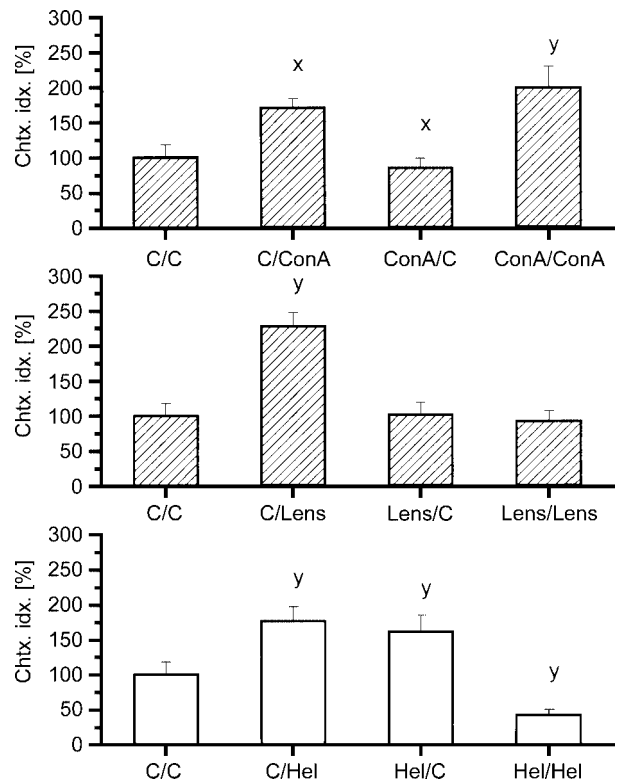 300
250
200
150
100
50
0
Chtx. idx. [%]
x
x
y
C/C C/ConA ConA/C ConA/ConA
300
250
200
150
100
50
0
Chtx. idx. [%]
y
C/C C/Lens Lens/C Lens/Lens
300
250
200
150
100
50
0
Chtx. idx. [%]
y
y
y
C/C C/Hel Hel/C Hel/Hel